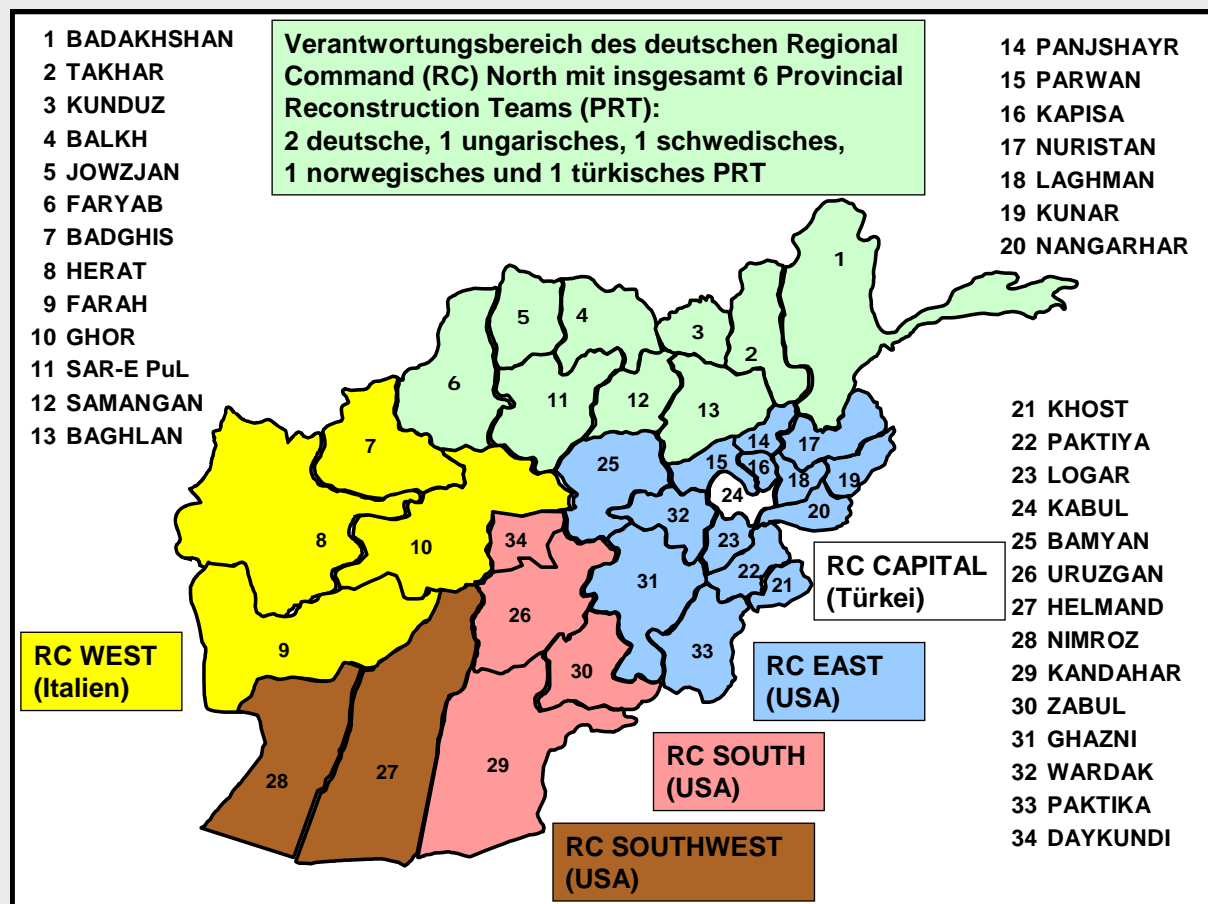 1 BADAKHSHAN
2 TAKHAR
3 KUNDUZ
4 BALKH
5 JOWZJAN
6 FARYAB
7 BADGHIS
8 HERAT
9 FARAH
10 GHOR
11 SAR-E PuL
12 SAMANGAN
13 BAGHLAN
Verantwortungsbereich des deutschen Regional
Command (RC) North mit insgesamt 6 Provincial
Reconstruction Teams (PRT):
2 deutsche, 1 ungarisches, 1 schwedisches,
1 norwegisches und 1 türkisches PRT
14 PANJSHAYR
15 PARWAN
16 KAPISA
17 NURISTAN
18 LAGHMAN
19 KUNAR
20 NANGARHAR
21 KHOST
22 PAKTIYA
23 LOGAR
24 KABUL
25 BAMYAN
26 URUZGAN
27 HELMAND
28 NIMROZ
29 KANDAHAR
30 ZABUL
31 GHAZNI
32 WARDAK
33 PAKTIKA
34 DAYKUNDI
1
5
4
3
2
6
11
12
13
7
25
14
15
16
17
18
19
24
20
32
8
10
34
23
31
22
21
26
9
33
30
28
27
29
RC CAPITAL
(Türkei)
RC WEST
(Italien)
RC EAST
(USA)
RC SOUTH
(USA)
RC SOUTHWEST
(USA)